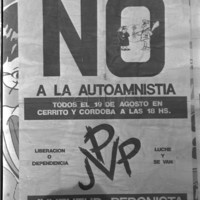 NO
A LA AUTOAMNISTIA
TODOS EL 19 DE AGOSTO EN
CERRITO Y CORDOBA A LAS 18 HS.
LIBERACION
O
DEPENDENCIA
JPVP
LUCHE
Y
SE VAN
PERONISTA